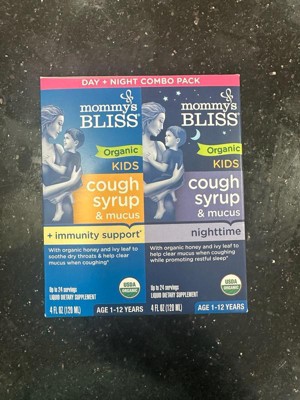 DAY + NIGHT COMBO PACK
mommy's
BLISS
Organic
KIDS
cough
syrup
& mucus
+ immunity support*
With organic honey and ivy leaf to
soothe dry throats & help clear
mucus when coughing*
Up to 24 servings
LIQUID DIETARY SUPPLEMENT
4 FL OZ (120 ML)
USDA
ORGANIC
AGE 1-12 YEARS
mommy's
BLISS
Organic
KIDS
cough
syrup
& mucus
nighttime
With organic honey and ivy leaf to
help clear mucus when coughing
while promoting restful sleep*
Up to 24 servings
LIQUID DIETARY SUPPLEMENT
4 FL OZ (120 ML)
USDA
ORGANIC
AGE 1-12 YEARS